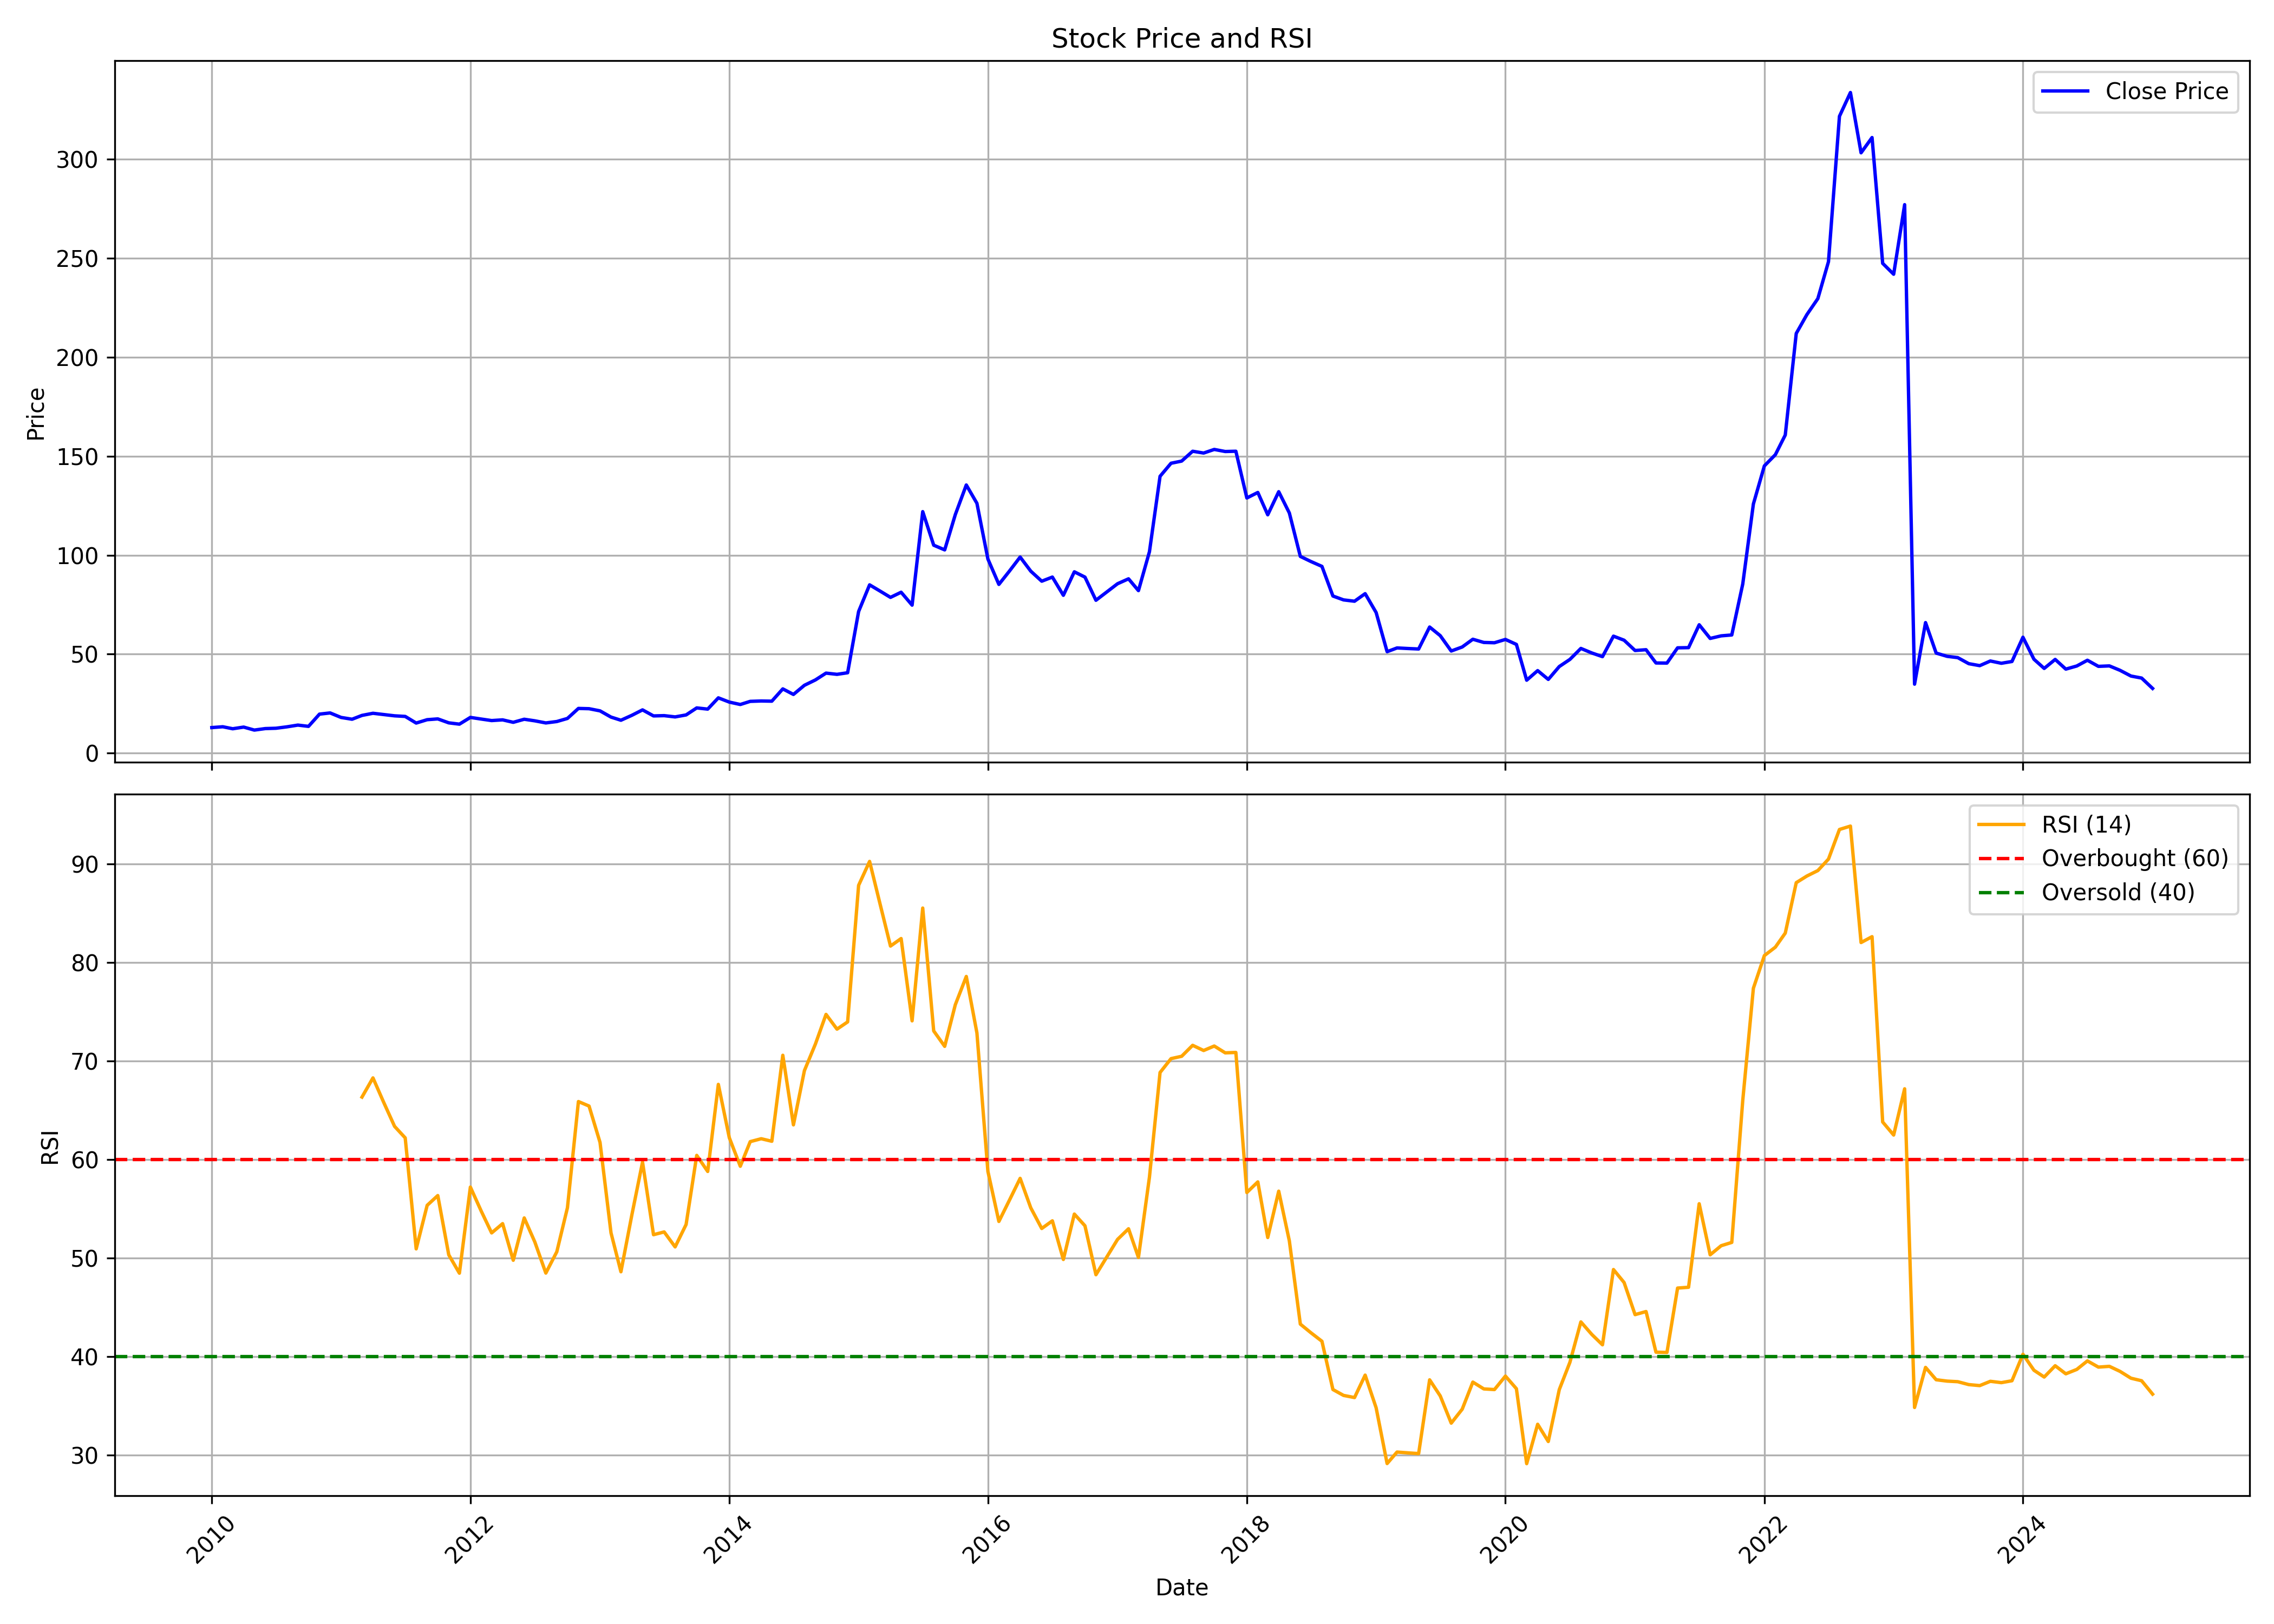 Stock Price and RSI
Close Price
300
250
200
150
100
50
0
Price
RSI (14)
Overbought (60)
Oversold (40)
90
80
70
60
50
40
30
RSI
2010
2012
2014
2016
2018
2020
2022
2024
Date